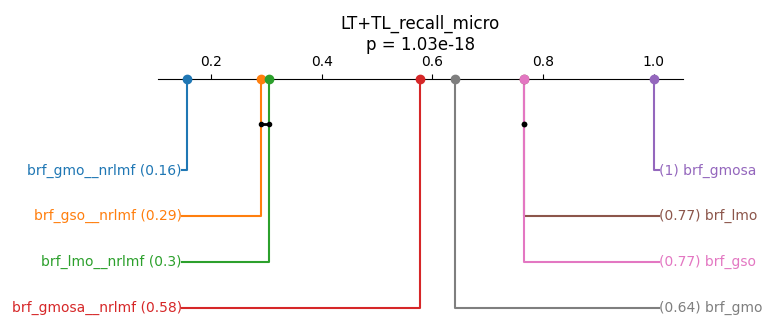 LT+TL_recall_micro
p = 1.03e-18
0.2 0.4 0.6 0.8 1.0
brf_gmo__nrlmf (0.16) (1) brf_gmosa
brf_gso__nrlmf (0.29) (0.77) brf_lmo
brf_lmo__nrlmf (0.3) (0.77) brf_gso
brf_gmosa__nrlmf (0.58) (0.64) brf_gmo